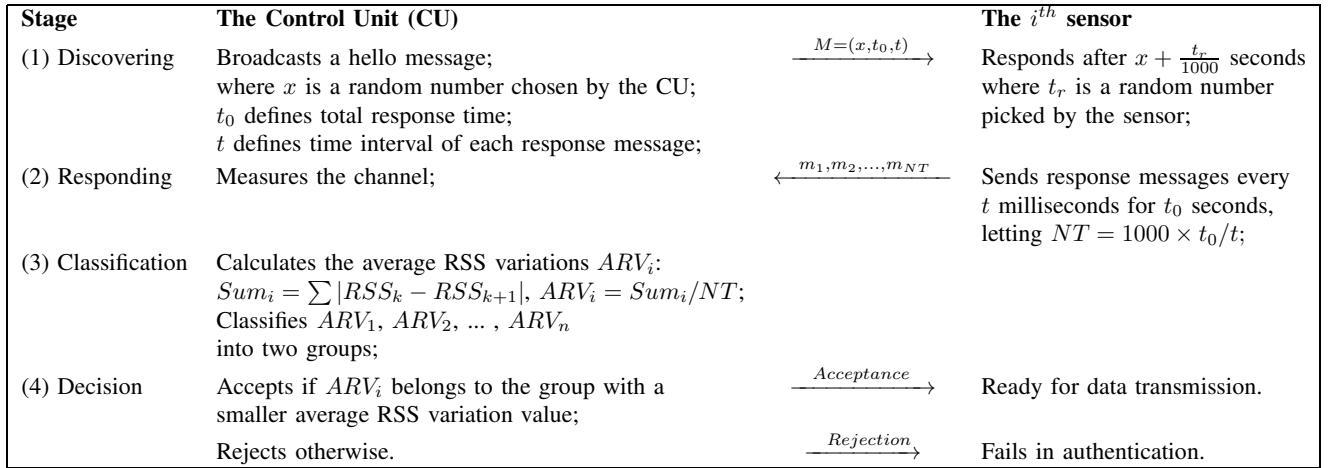 Stage The Control Unit (CU) The i^{th} sensor
(1) Discovering Broadcasts a hello message; M=(x,t_0,t) Responds after x + \frac{t_r}{1000} seconds
where x is a random number chosen by the CU; where t_r is a random number
t_0 defines total response time; picked by the sensor;
t defines time interval of each response message;
(2) Responding Measures the channel; m_1,m_2,...,m_{NT} Sends response messages every
t milliseconds for t_0 seconds,
letting NT = 1000 × t_0/t;
(3) Classification Calculates the average RSS variations ARV_i:
Sum_i = ∑ |RSS_k − RSS_{k+1}|, ARV_i = Sum_i/NT;
Classifies ARV_1, ARV_2, ... , ARV_n
into two groups;
(4) Decision Accepts if ARV_i belongs to the group with a Acceptance Ready for data transmission.
smaller average RSS variation value;
Rejects otherwise. Rejection Fails in authentication.